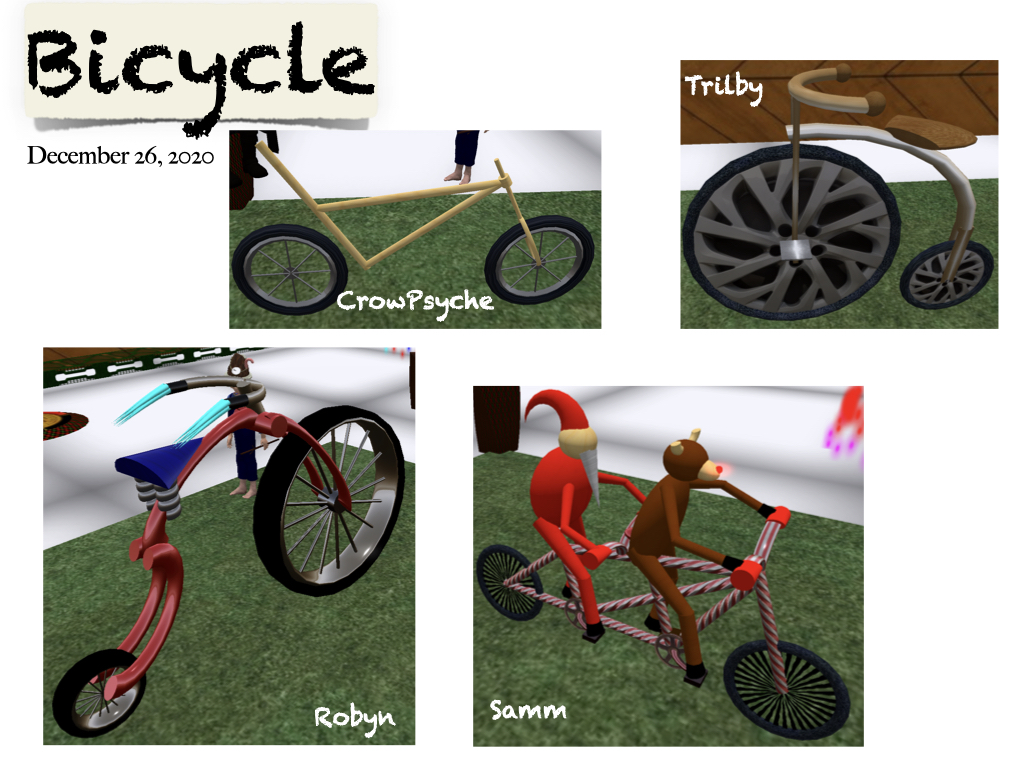 Bicycle
December 26, 2020
Trilby
CrowPsyche
Robyn
Samm